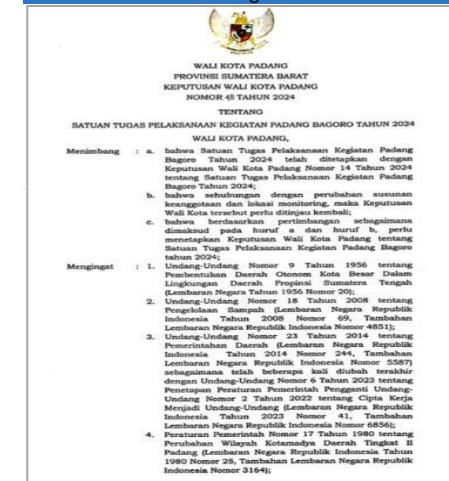 WALI KOTA PADANG
PROVINSI SUMATERA BARAT
KEPUTUSAN WALI KOTA PADANG
NOMOR 48 TAHUN 2024
TENTANG
SATUAN TUGAS PELAKSANAAN KEGIATAN PADANG BAGORO TAHUN 2024
WALI KOTA PADANG,
Menimbang : a. bahwa Satuan Tugas Pelaksanaan Kegiatan Padang
Bagoro Tahun 2024 telah ditetapkan dengan
Keputusan Wali Kota Padang Nomor 14 Tahun 2024
tentang Satuan Tugas Pelaksanaan Kegiatan Padang
Bagoro Tahun 2024;
b. bahwa sehubungan dengan perubahan susunan
keanggotaan dan lokasi monitoring, maka Keputusan
Wali Kota tersebut perlu ditinjau kembali;
c. bahwa berdasarkan pertimbangan sebagaimana
dimaksud pada huruf a dan huruf b, perlu
menetapkan Keputusan Wali Kota Padang tentang
Satuan Tugas Pelaksanaan Kegiatan Padang Bagoro
tahun 2024;
Mengingat : 1. Undang-Undang Nomor 9 Tahun 1956 tentang
Pembentukan Daerah Otonom Kota Besar Dalam
Lingkungan Daerah Propinsi Sumatera Tengah
(Lembaran Negara Tahun 1956 Nomor 20);
2. Undang-Undang Nomor 18 Tahun 2008 tentang
Pengelolaan Sampah (Lembaran Negara Republik
Indonesia Tahun 2008 Nomor 69, Tambahan
Lembaran Negara Republik Indonesia Nomor 4851);
3. Undang-Undang Nomor 23 Tahun 2014 tentang
Pemerintahan Daerah (Lembaran Negara Republik
Indonesia Tahun 2014 Nomor 244, Tambahan
Lembaran Negara Republik Indonesia Nomor 5587)
sebagaimana telah beberapa kali diubah terakhir
dengan Undang-Undang Nomor 6 Tahun 2023 tentang
Penetapan Peraturan Pemerintah Pengganti Undang-
Undang Nomor 2 Tahun 2022 tentang Cipta Kerja
Menjadi Undang-Undang (Lembaran Negara Republik
Indonesia Tahun 2023 Nomor 41, Tambahan
Lembaran Negara Republik Indonesia Nomor 6856);
4. Peraturan Pemerintah Nomor 17 Tahun 1980 tentang
Perubahan Wilayah Kotamadya Daerah Tingkat II
Padang (Lembaran Negara Republik Indonesia Tahun
1980 Nomor 25, Tambahan Lembaran Negara Republik
Indonesia Nomor 3164);